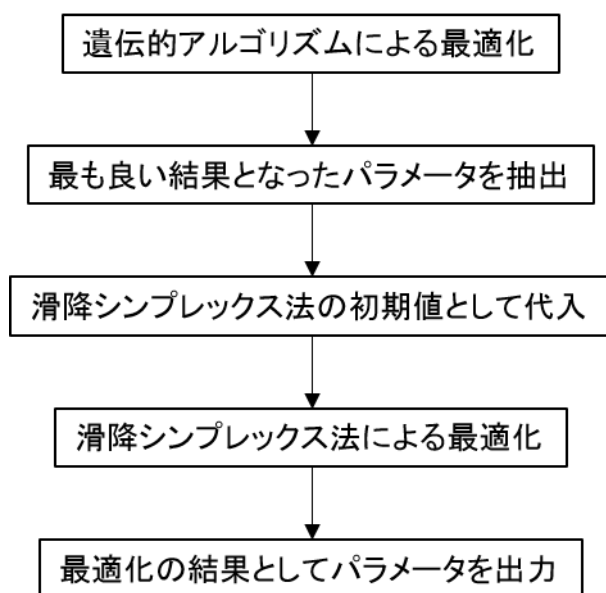 遺伝的アルゴリズムによる最適化
最も良い結果となったパラメータを抽出
滑降シンプレックス法の初期値として代入
滑降シンプレックス法による最適化
最適化の結果としてパラメータを出力